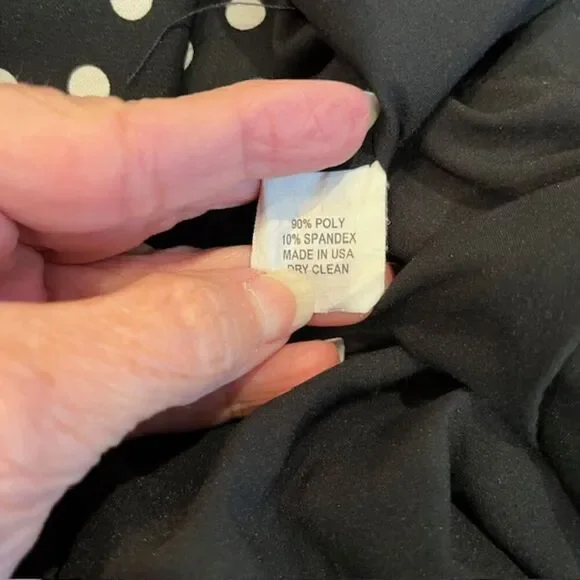 90% POLY
10% SPANDEX
MADE IN USA
DRY CLEAN